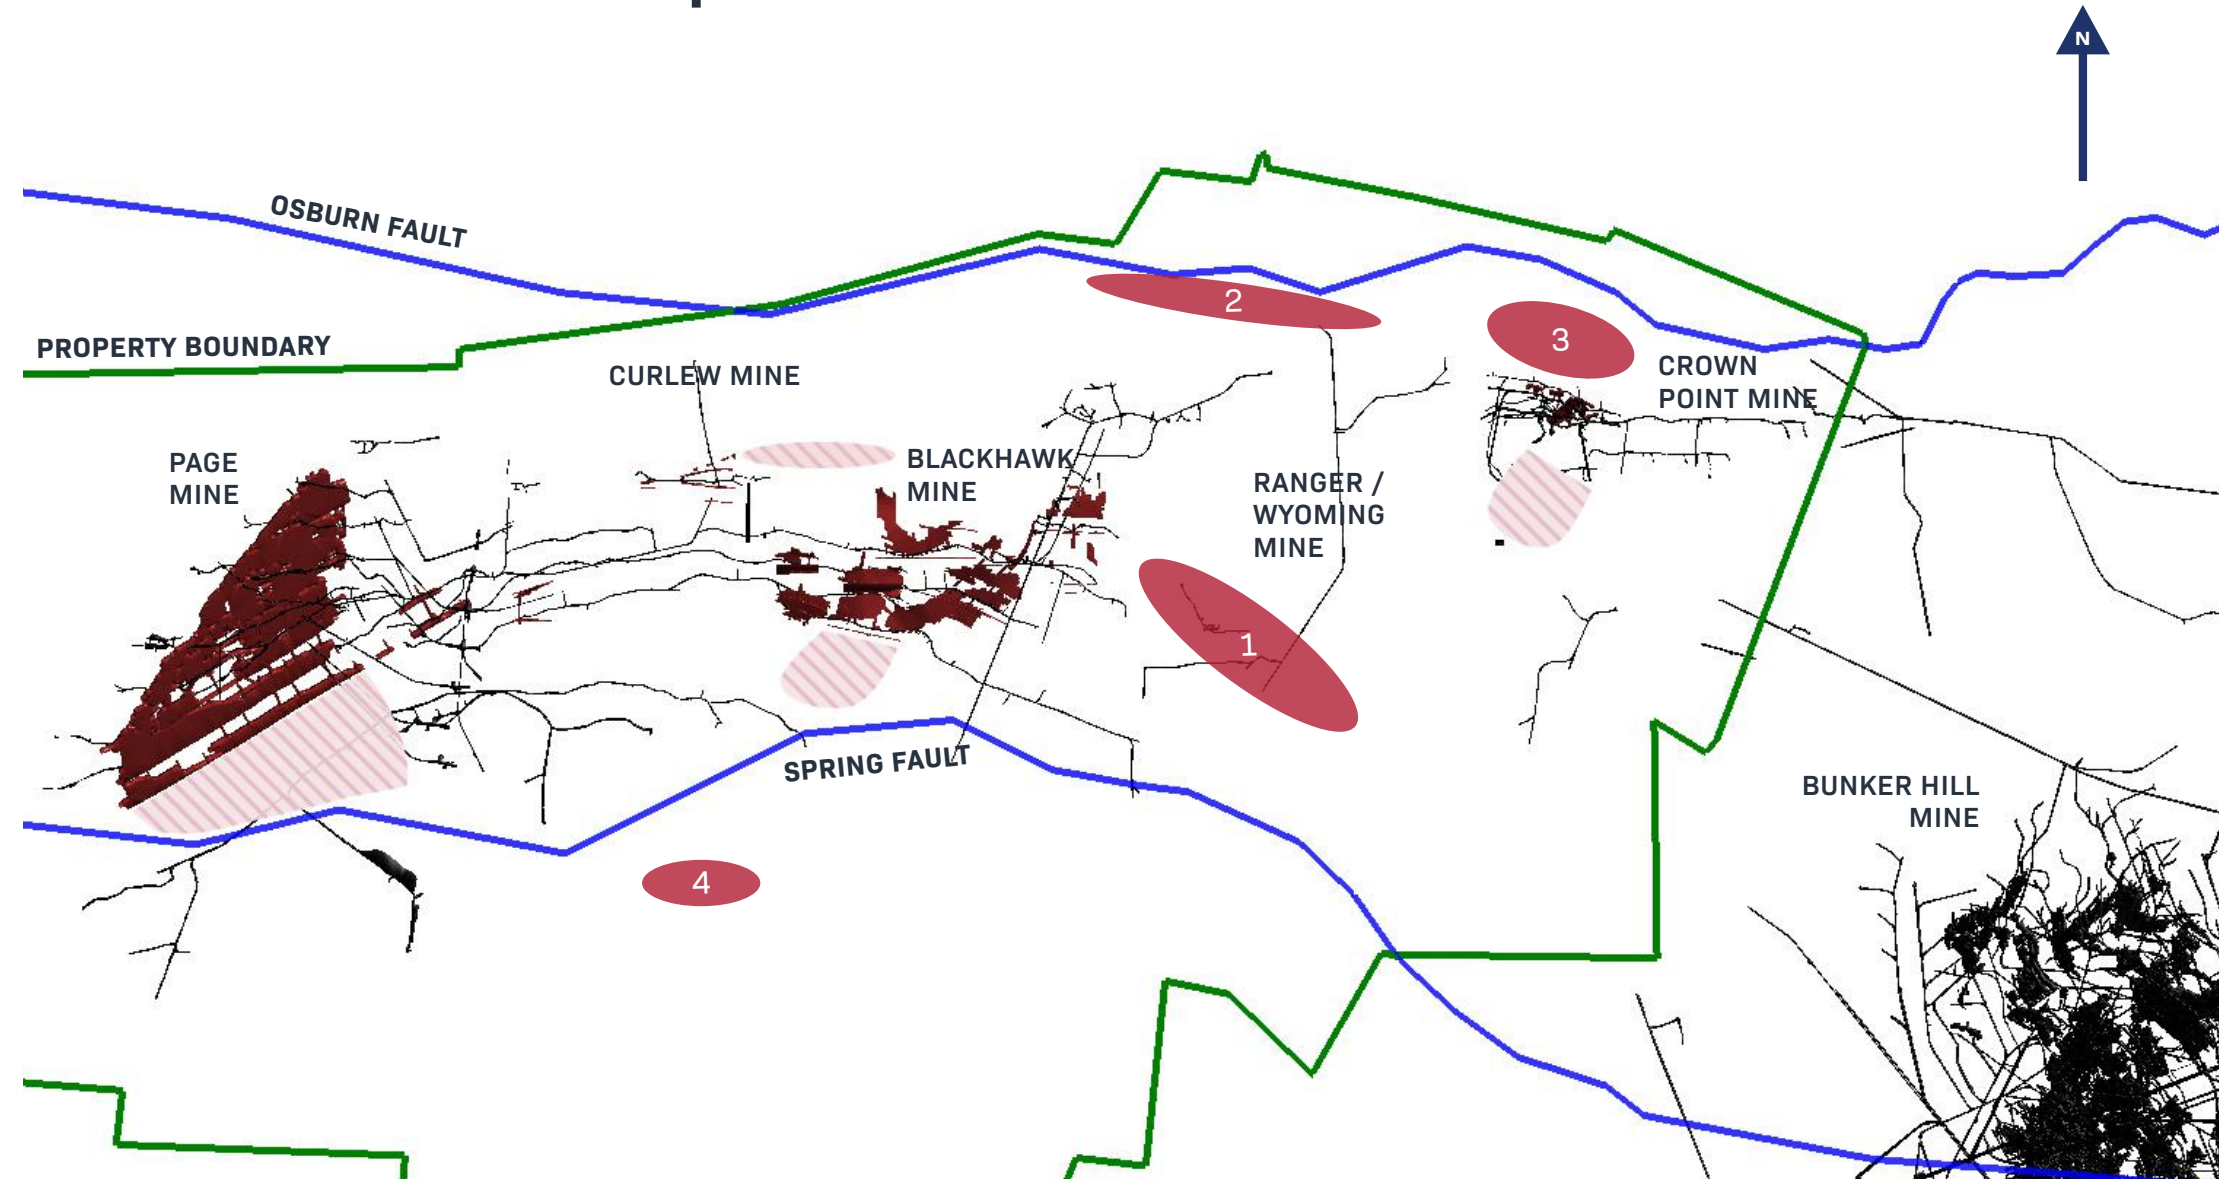 N
OSBURN FAULT
PROPERTY BOUNDARY
2
3
CURLEW MINE
CROWN
POINT MINE
PAGE
MINE
BLACKHAWK
MINE
RANGER /
WYOMING
MINE
1
SPRING FAULT
BUNKER HILL
MINE
4